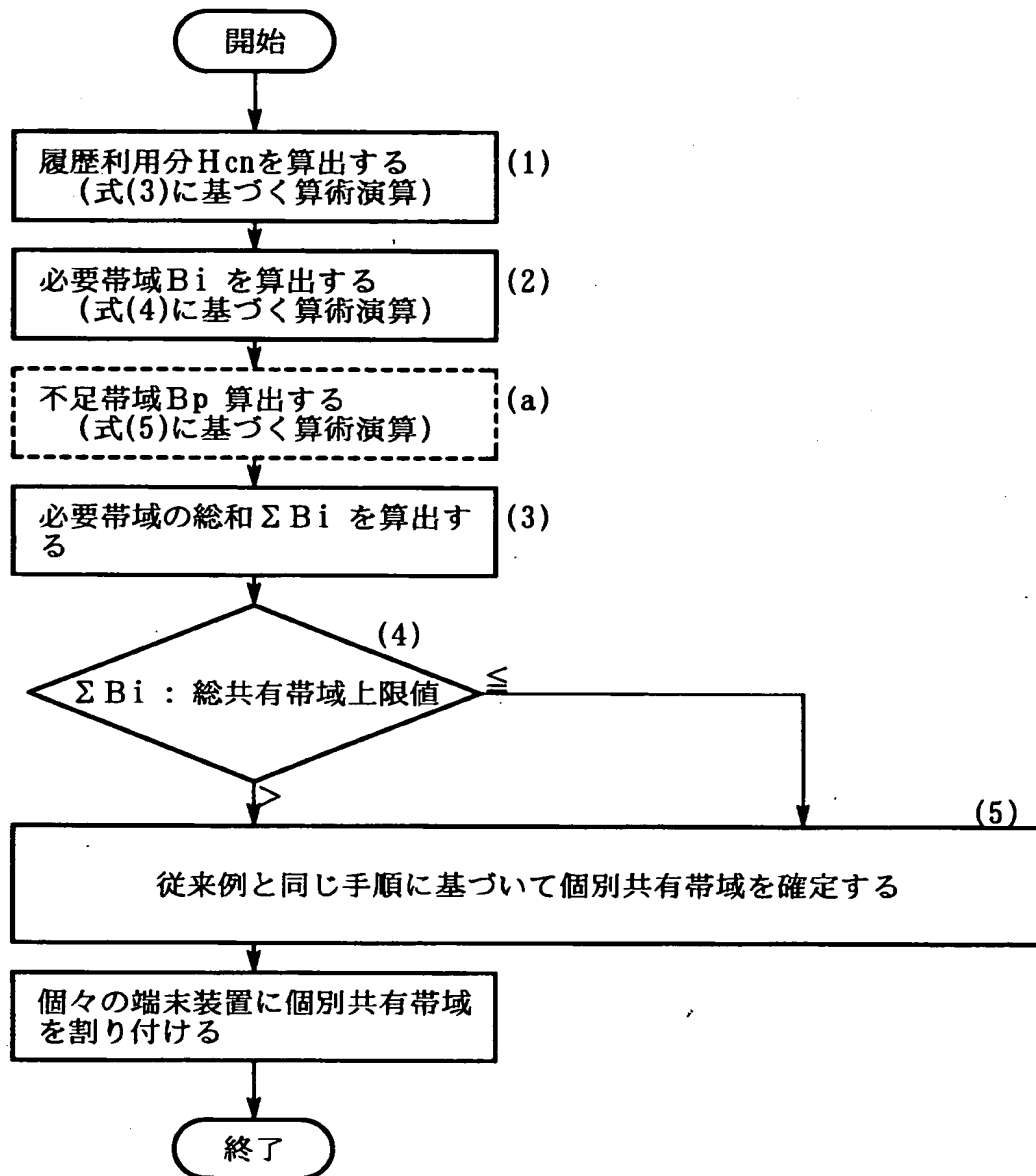 開始
履歴利用分Hcnを算出する (1)
(式(3)に基づく算術演算)
必要帯域Bi を算出する (2)
(式(4)に基づく算術演算)
不足帯域Bp 算出する (a)
(式(5)に基づく算術演算)
必要帯域の総和ΣBi を算出す (3)
る
(4)
ΣBi : 総共有帯域上限値 ≦
>
(5)
従来例と同じ手順に基づいて個別共有帯域を確定する
個々の端末装置に個別共有帯域
を割り付ける
終了